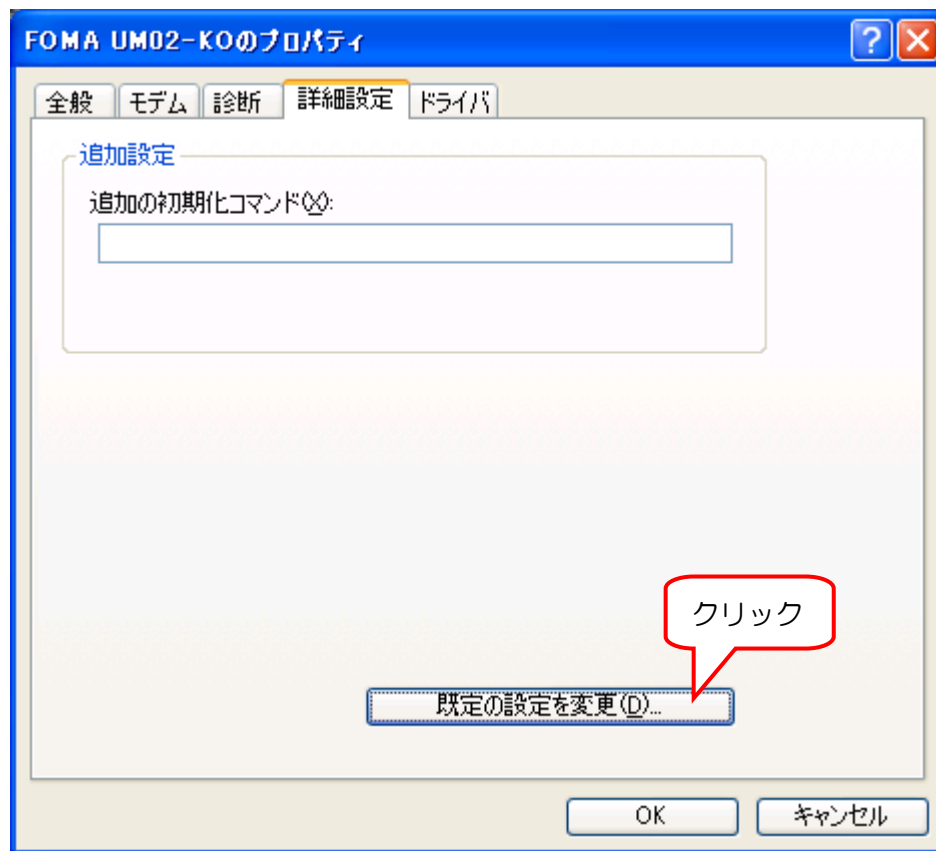 FOMA UM02-KOのプロパティ
全般 モデム 診断 詳細設定 ドライバ
追加設定
追加の初期化コマンド(X):
クリック
既定の設定を変更(D)...
OK キャンセル